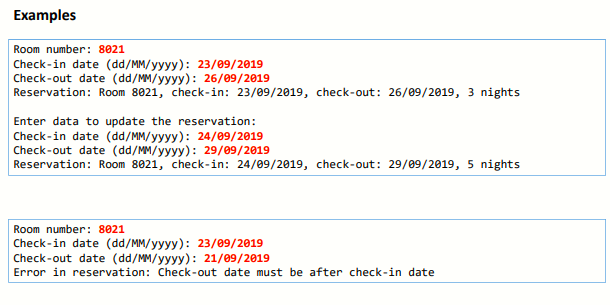 Examples
Room number: 8021
Check-in date (dd/MM/yyyy): 23/09/2019
Check-out date (dd/MM/yyyy): 26/09/2019
Reservation: Room 8021, check-in: 23/09/2019, check-out: 26/09/2019, 3 nights
Enter data to update the reservation:
Check-in date (dd/MM/yyyy): 24/09/2019
Check-out date (dd/MM/yyyy): 29/09/2019
Reservation: Room 8021, check-in: 24/09/2019, check-out: 29/09/2019, 5 nights
Room number: 8021
Check-in date (dd/MM/yyyy): 23/09/2019
Check-out date (dd/MM/yyyy): 21/09/2019
Error in reservation: Check-out date must be after check-in date